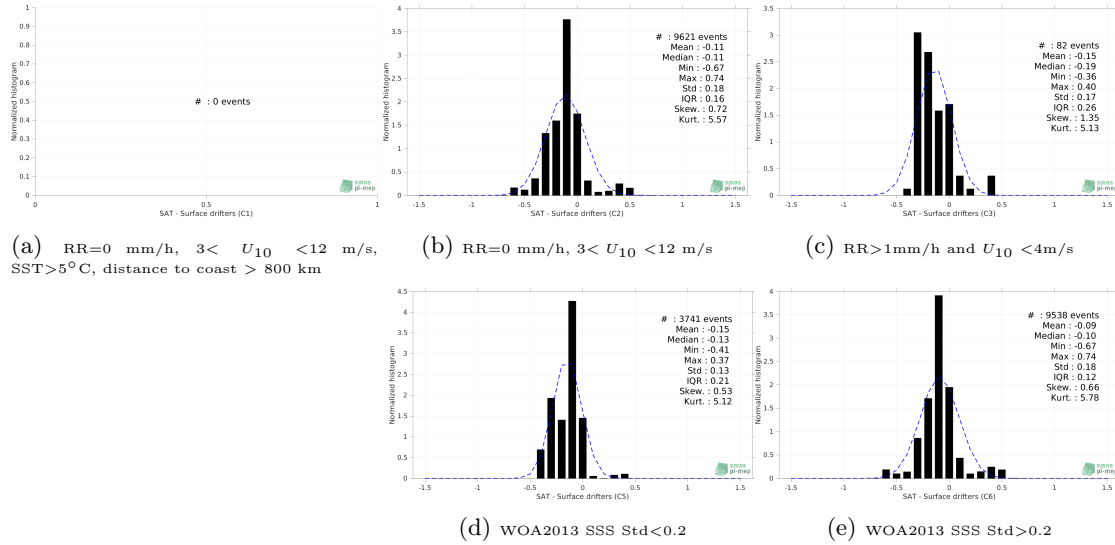 1
0.9
0.8
0.7
0.6
0.5
0.4
0.3
0.2
0.1
0
Normalized histogram
# : 0 events
0 0.5 1
SAT - Surface drifters (C1)
smos
pi-mep
(a) RR=0 mm/h, 3< U10 <12 m/s,
SST>5°C, distance to coast > 800 km
4
3.5
3
2.5
2
1.5
1
0.5
0
Normalized histogram
# : 9621 events
Mean : -0.11
Median : -0.11
Min : -0.67
Max : 0.74
Std : 0.18
IQR : 0.16
Skew. : 0.72
Kurt. : 5.57
-1.5 -1 -0.5 0 0.5 1 1.5
SAT - Surface drifters (C2)
smos
pi-mep
(b) RR=0 mm/h, 3< U10 <12 m/s
3.5
3
2.5
2
1.5
1
0.5
0
Normalized histogram
# : 82 events
Mean : -0.15
Median : -0.19
Min : -0.36
Max : 0.40
Std : 0.17
IQR : 0.26
Skew. : 1.35
Kurt. : 5.13
-1.5 -1 -0.5 0 0.5 1 1.5
SAT - Surface drifters (C3)
smos
pi-mep
(c) RR>1mm/h and U10 <4m/s
4.5
4
3.5
3
2.5
2
1.5
1
0.5
0
Normalized histogram
# : 3741 events
Mean : -0.15
Median : -0.13
Min : -0.41
Max : 0.37
Std : 0.13
IQR : 0.21
Skew. : 0.53
Kurt. : 5.12
-1.5 -1 -0.5 0 0.5 1 1.5
SAT - Surface drifters (C5)
smos
pi-mep
(d) WOA2013 SSS Std<0.2
4
3.5
3
2.5
2
1.5
1
0.5
0
Normalized histogram
# : 9538 events
Mean : -0.09
Median : -0.10
Min : -0.67
Max : 0.74
Std : 0.18
IQR : 0.12
Skew. : 0.66
Kurt. : 5.78
-1.5 -1 -0.5 0 0.5 1 1.5
SAT - Surface drifters (C6)
smos
pi-mep
(e) WOA2013 SSS Std>0.2